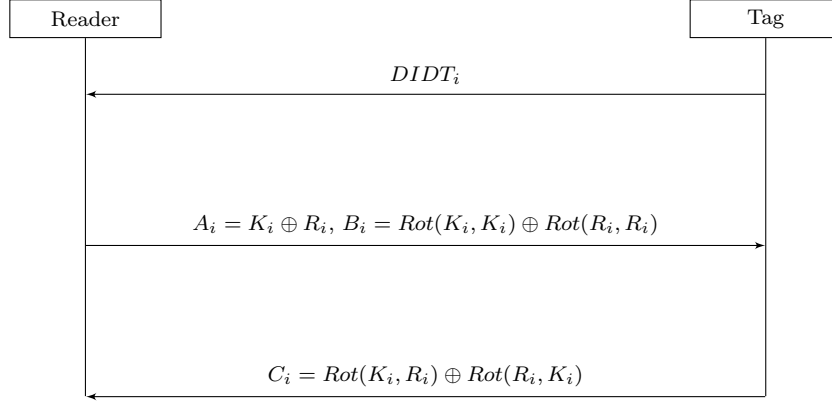 Reader
Tag
DIDT_i
A_i = K_i ⊕ R_i, B_i = Rot(K_i, K_i) ⊕ Rot(R_i, R_i)
C_i = Rot(K_i, R_i) ⊕ Rot(R_i, K_i)